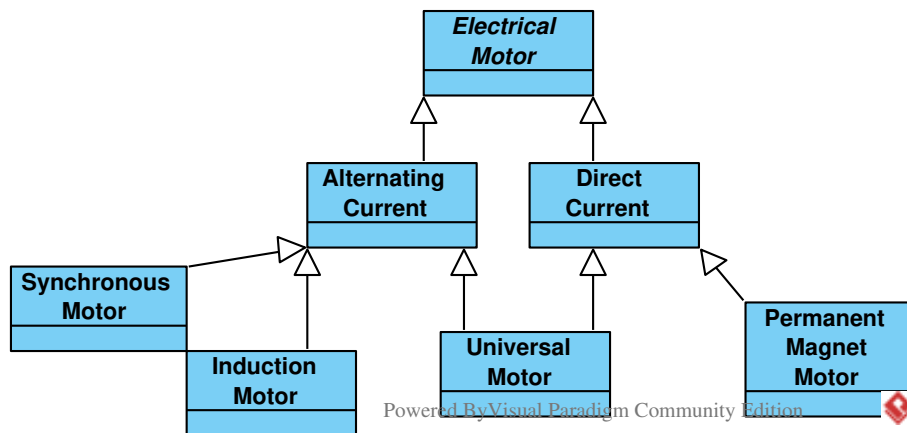 Electrical
Motor
Alternating
Current
Direct
Current
Synchronous
Motor
Induction
Motor
Universal
Motor
Permanent
Magnet
Motor
Powered ByVisual Paradigm Community Edition